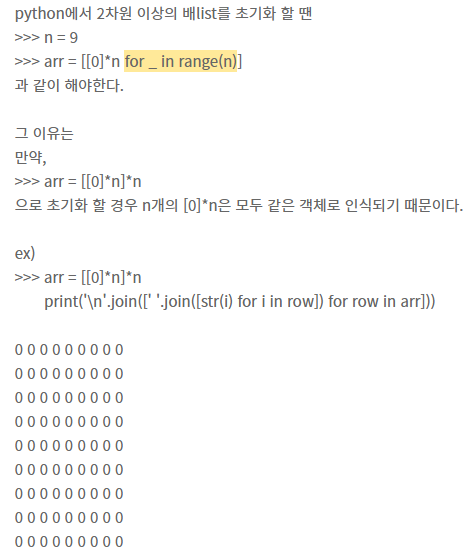 python에서 2차원 이상의 배list를 초기화 할 땐
>>> n = 9
>>> arr = [[0]*n for _ in range(n)]
과 같이 해야한다.
그 이유는
만약,
>>> arr = [[0]*n]*n
으로 초기화 할 경우 n개의 [0]*n은 모두 같은 객체로 인식되기 때문이다.
ex)
>>> arr = [[0]*n]*n
print('\n'.join([' '.join([str(i) for i in row]) for row in arr]))
0 0 0 0 0 0 0 0 0
0 0 0 0 0 0 0 0 0
0 0 0 0 0 0 0 0 0
0 0 0 0 0 0 0 0 0
0 0 0 0 0 0 0 0 0
0 0 0 0 0 0 0 0 0
0 0 0 0 0 0 0 0 0
0 0 0 0 0 0 0 0 0
0 0 0 0 0 0 0 0 0